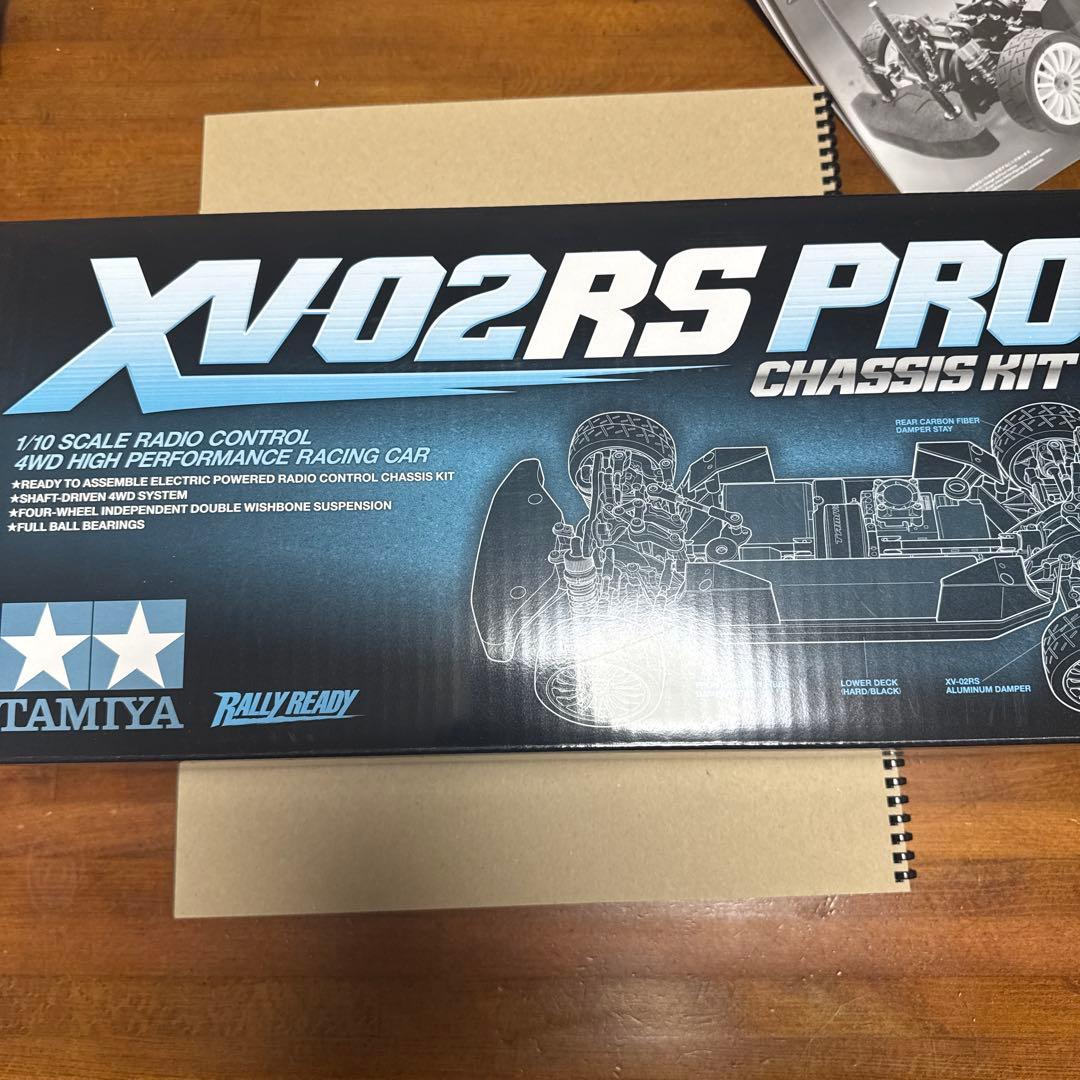 XV-02RS PRO
CHASSIS KIT
1/10 SCALE RADIO CONTROL
4WD HIGH PERFORMANCE RACING CAR
★READY TO ASSEMBLE ELECTRIC POWERED RADIO CONTROL CHASSIS KIT
★SHAFT-DRIVEN 4WD SYSTEM
★FOUR-WHEEL INDEPENDENT DOUBLE WISHBONE SUSPENSION
★FULL BALL BEARINGS
REAR CARBON FIBER
DAMPER STAY
TAMIYA
LOWER DECK
(HARD/BLACK)
XV-02RS
ALUMINUM DAMPER
TAMIYA
RALLY READY